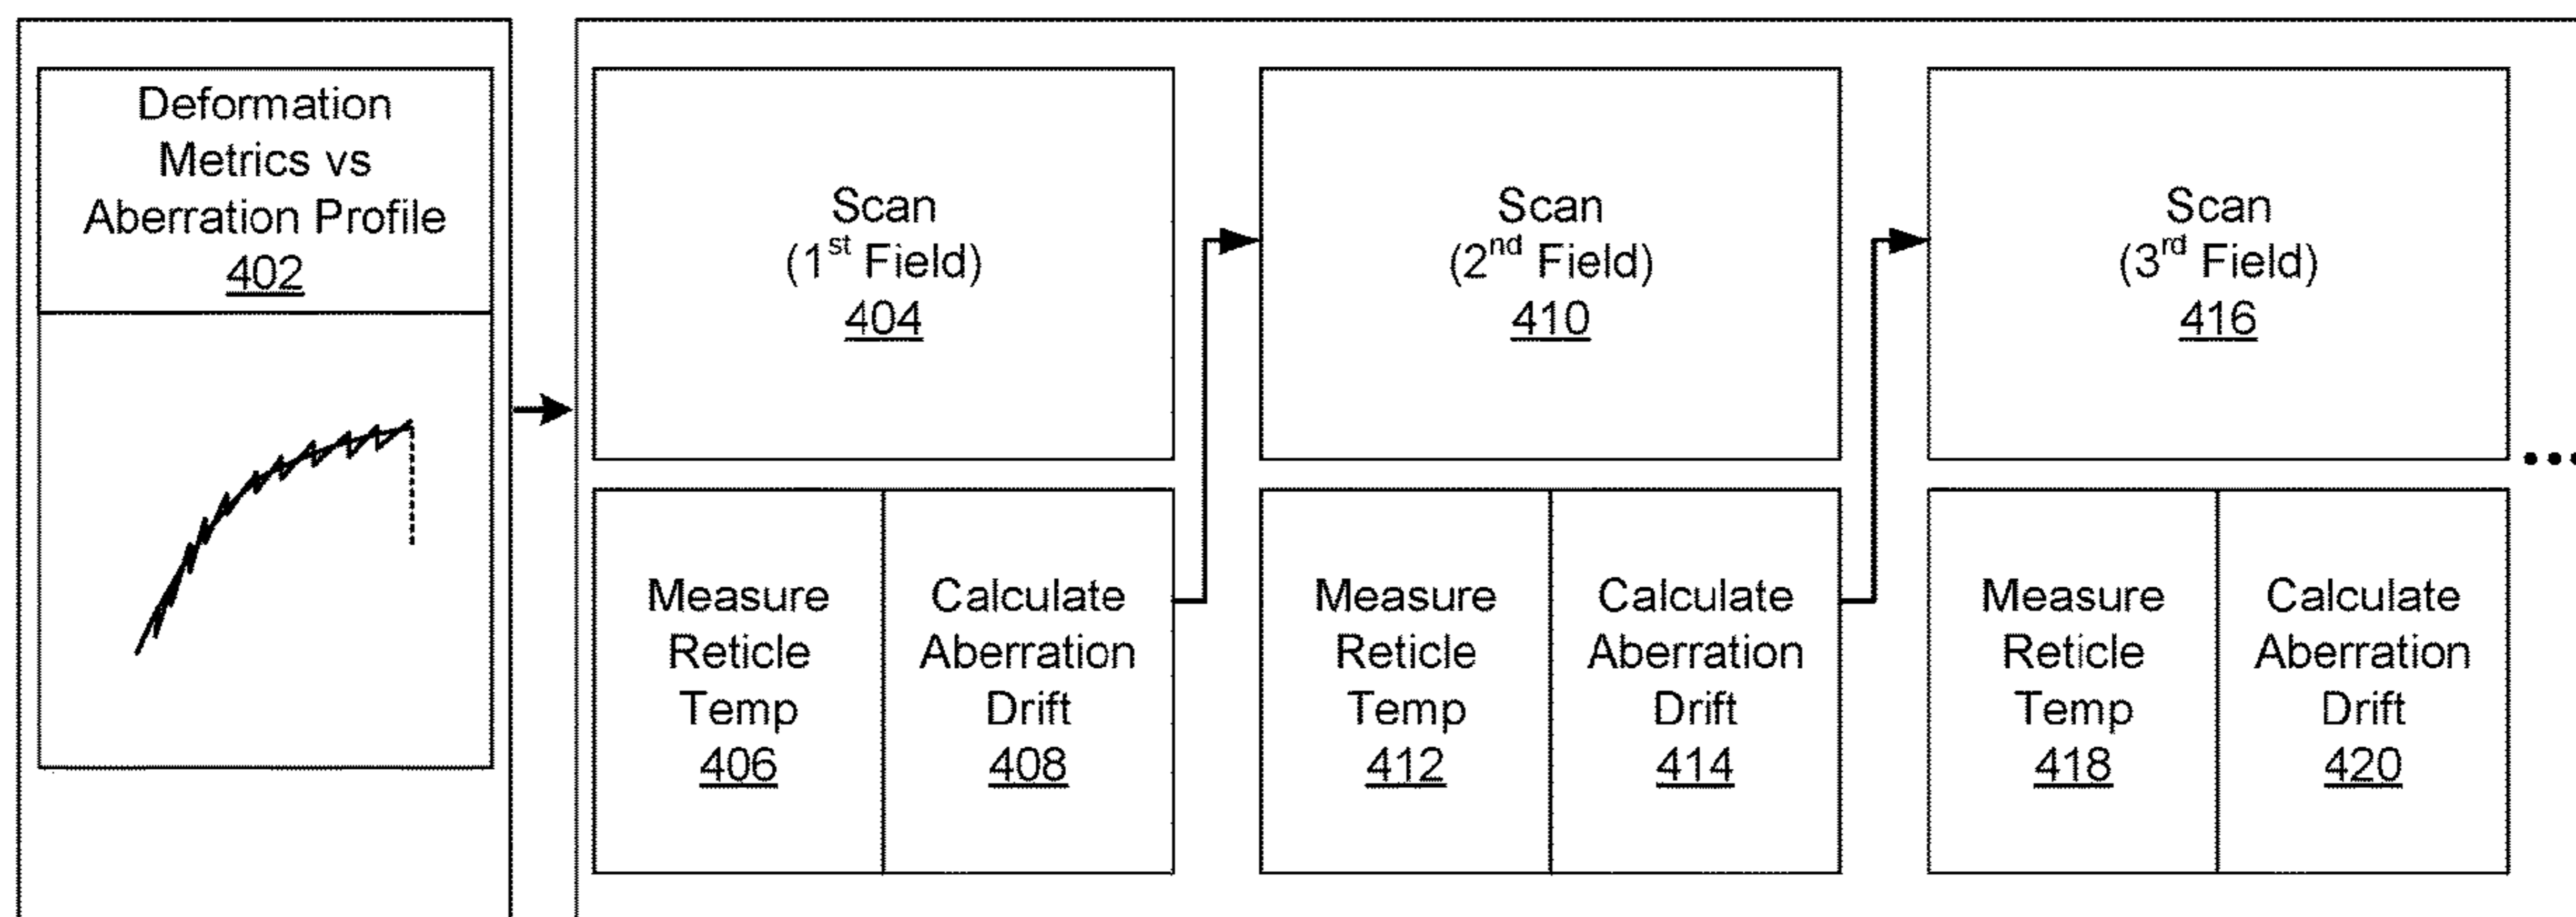 Deformation
Metrics vs
Aberration Profile
402
Scan
(1st Field)
404
Measure
Reticle
Temp
406
Calculate
Aberration
Drift
408
Scan
(2nd Field)
410
Measure
Reticle
Temp
412
Calculate
Aberration
Drift
414
Scan
(3rd Field)
416
Measure
Reticle
Temp
418
Calculate
Aberration
Drift
420
...